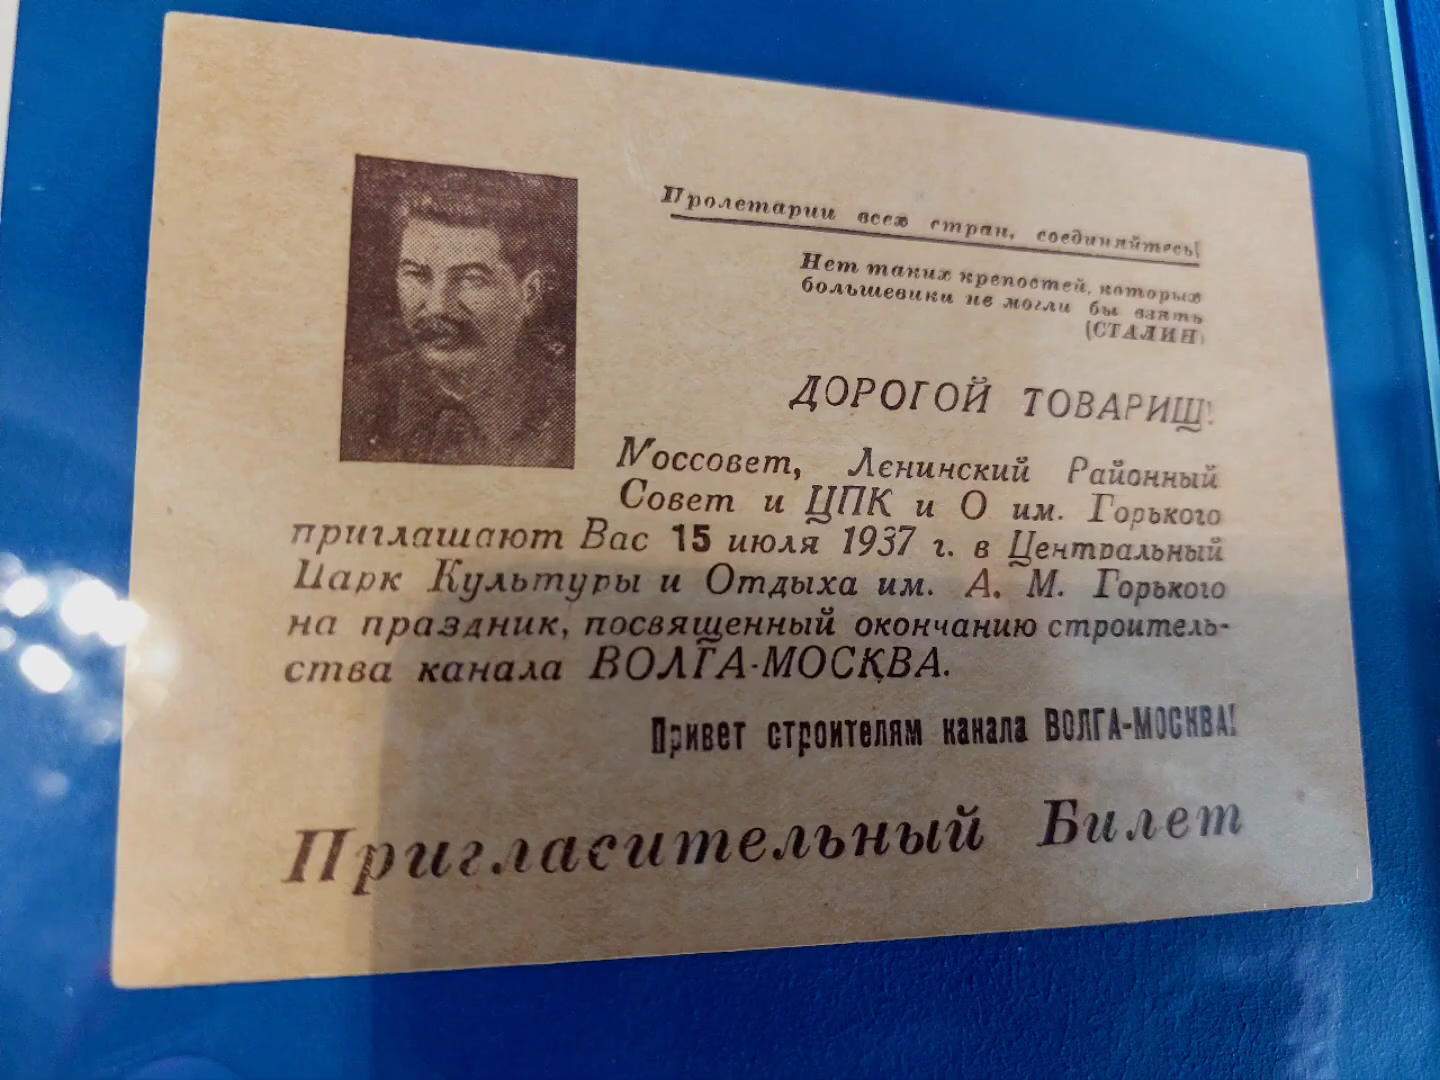 Пролетарии всех стран, соединяйтесь!
Нет таких крепостей, которых
большевики не могли бы взять
(СТАЛИН)
ДОРОГОЙ ТОВАРИЩ!
Моссовет, Ленинский Районный
Совет и ЦПК и О им. Горького
приглашают Вас 15 июля 1937 г. в Центральный
Парк Культуры и Отдыха им. А. М. Горького
на праздник, посвященный окончанию строитель-
ства канала ВОЛГА-МОСКВА.
Привет строителям канала ВОЛГА-МОСКВА!
Пригласительный Билет